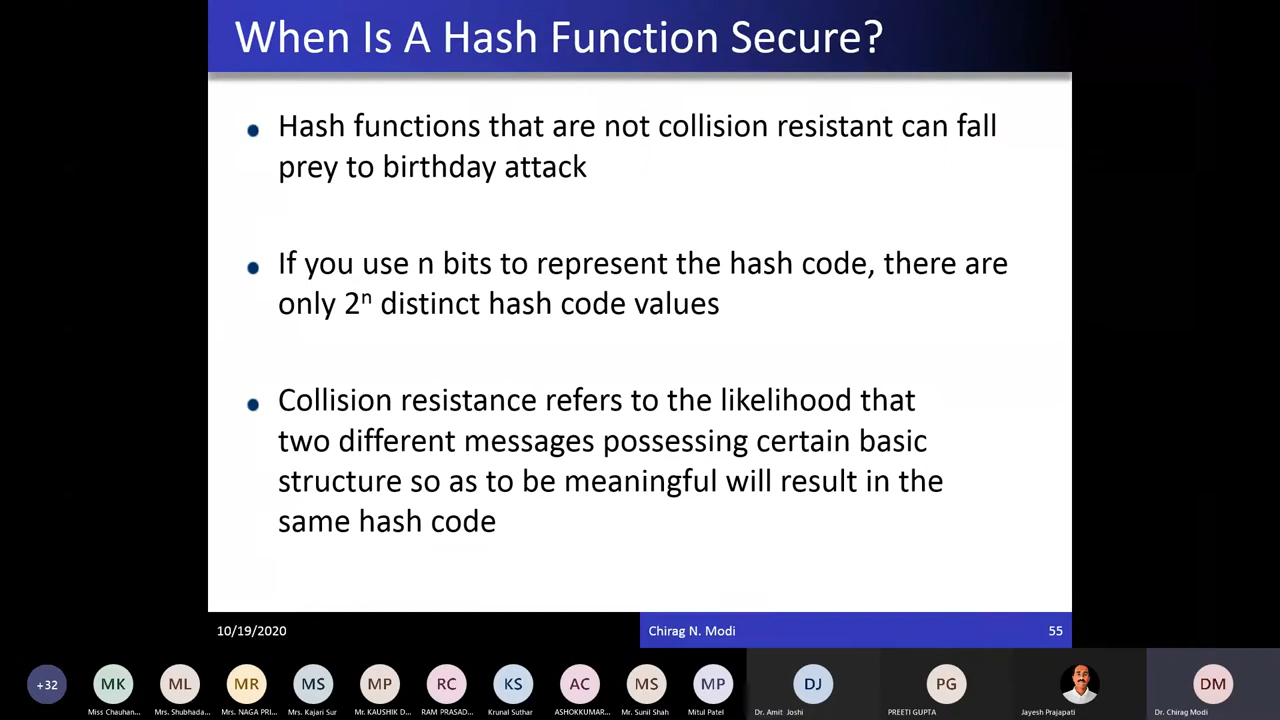 When Is A Hash Function Secure?
Hash functions that are not collision resistant can fall
prey to birthday attack
If you use n bits to represent the hash code, there are
only 2ⁿ distinct hash code values
Collision resistance refers to the likelihood that
two different messages possessing certain basic
structure so as to be meaningful will result in the
same hash code
10/19/2020 Chirag N. Modi 55
+32 MK ML MR MS MP RC KS AC MS MP DJ PG DM
Miss Chauhan... Mrs. Shubhada... Mrs. NAGA PRI... Mrs. Kajari Sur Mr. KAUSHIK D... RAM PRASAD... Krunal Suthar ASHOKKUMAR... Mr. Sunil Shah Mitul Patel Dr. Amit Joshi PREETI GUPTA Jayesh Prajapati Dr. Chirag Modi